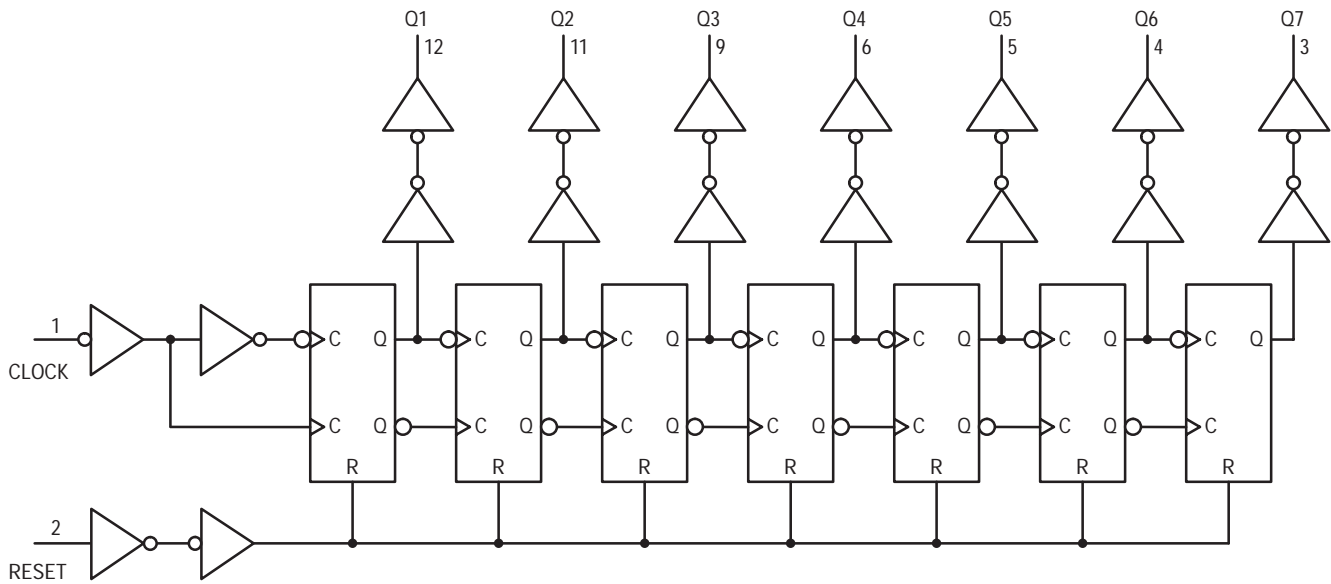 Q1 Q2 Q3 Q4 Q5 Q6 Q7
12 11 9 6 5 4 3
1 C Q C Q C Q C Q C Q C Q C Q
CLOCK
C Q C Q C Q C Q C Q C Q C
R R R R R R R
2
RESET